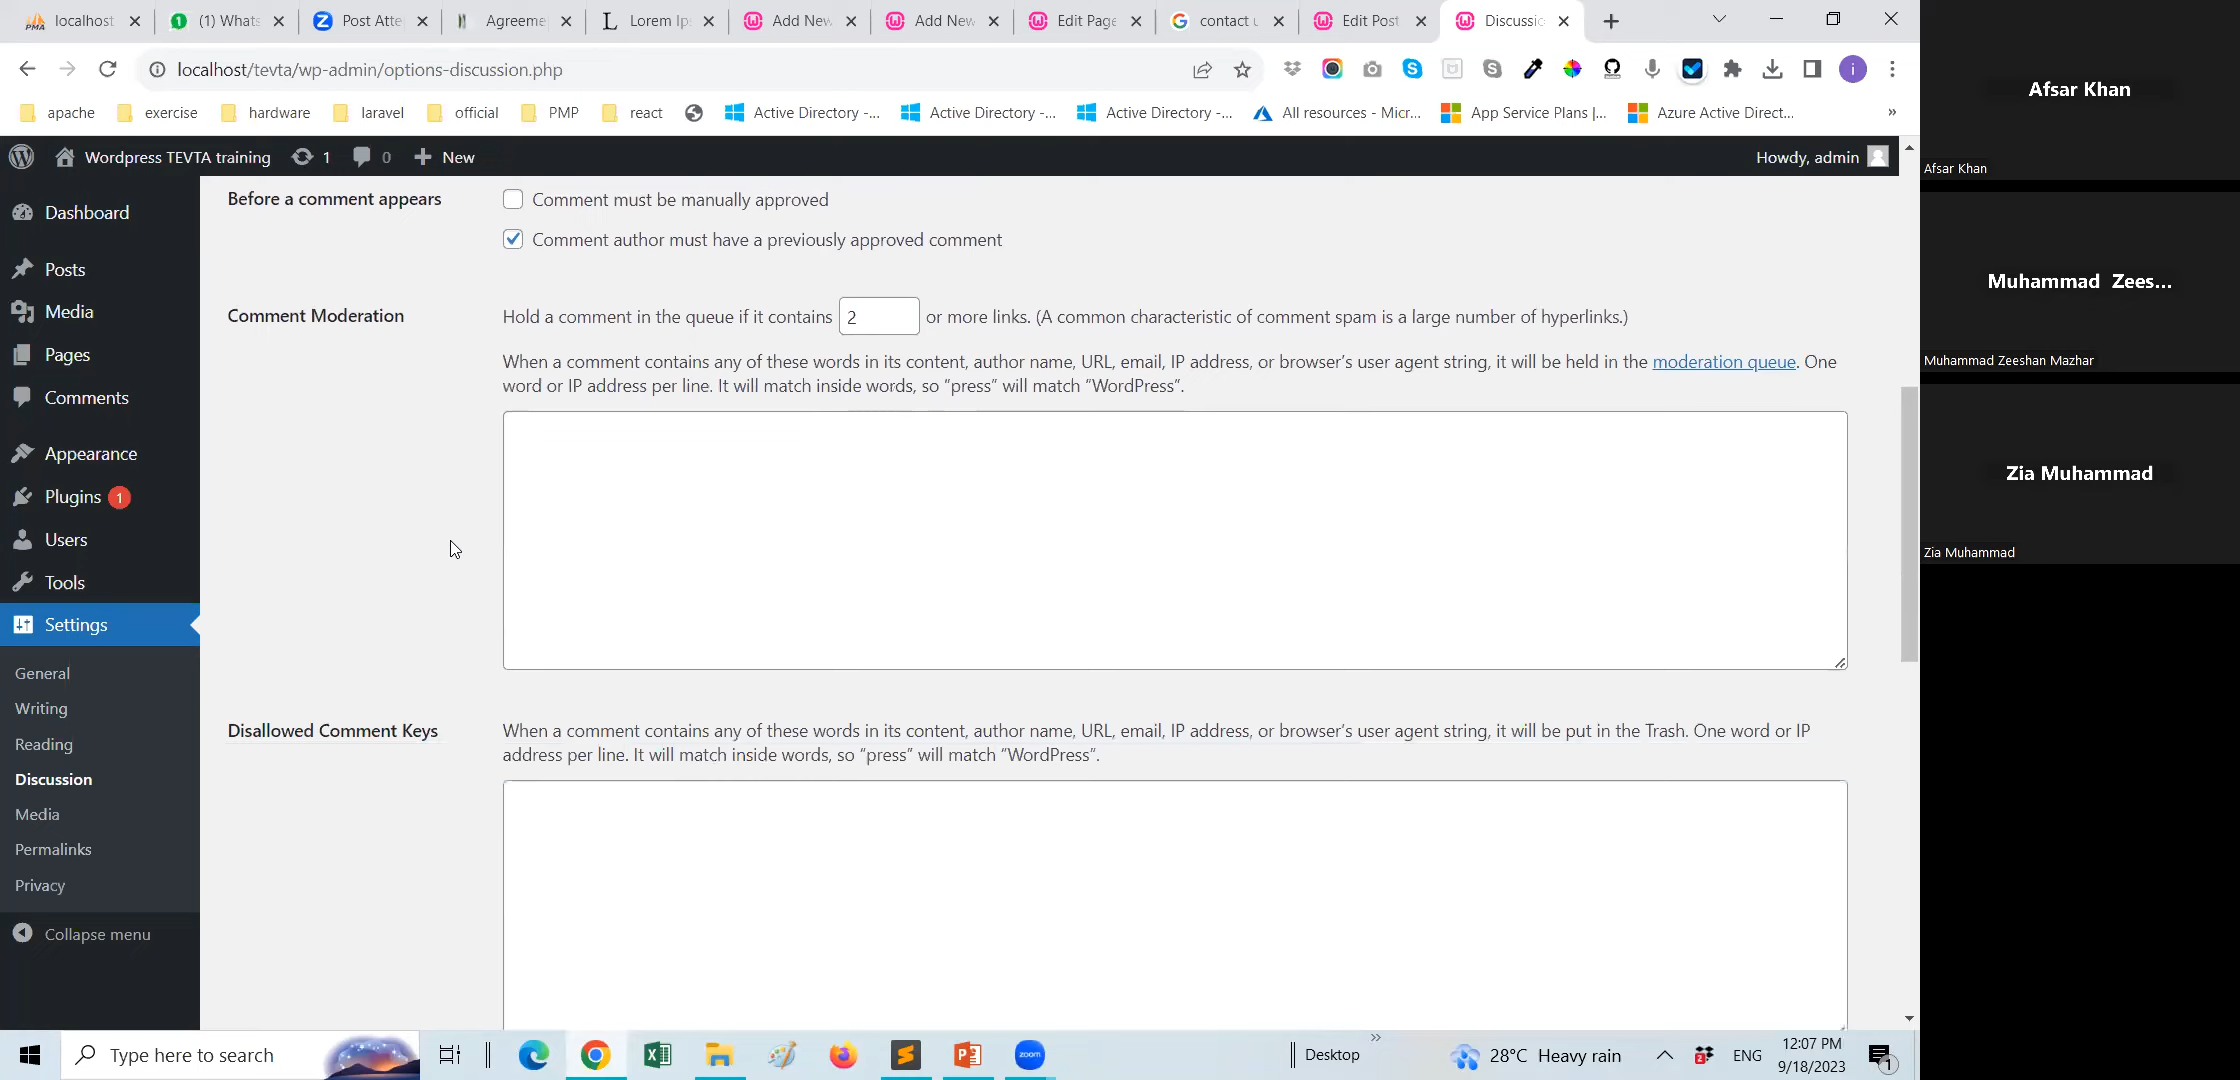 localhost
(1) Whats
Post Atte
Agreeme
Lorem Ip
Add New
Add New
Edit Page
contact u
Edit Post
Discussic
localhost/tevta/wp-admin/options-discussion.php
apache
exercise
hardware
laravel
official
PMP
react
Active Directory -...
Active Directory -...
Active Directory -...
All resources - Micr...
App Service Plans |...
Azure Active Direct...
»
Wordpress TEVTA training
1
0
New
Howdy, admin
Dashboard
Posts
Media
Pages
Comments
Appearance
Plugins 1
Users
Tools
Settings
General
Writing
Reading
Discussion
Media
Permalinks
Privacy
Collapse menu
Before a comment appears
Comment must be manually approved
Comment author must have a previously approved comment
Comment Moderation
Hold a comment in the queue if it contains 2 or more links. (A common characteristic of comment spam is a large number of hyperlinks.)
When a comment contains any of these words in its content, author name, URL, email, IP address, or browser’s user agent string, it will be held in the moderation queue. One
word or IP address per line. It will match inside words, so “press” will match “WordPress”.
Disallowed Comment Keys
When a comment contains any of these words in its content, author name, URL, email, IP address, or browser’s user agent string, it will be put in the Trash. One word or IP
address per line. It will match inside words, so “press” will match “WordPress”.
Afsar Khan
Afsar Khan
Muhammad Zees...
Muhammad Zeeshan Mazhar
Zia Muhammad
Zia Muhammad
Type here to search
zoom
Desktop
28°C Heavy rain
ENG
12:07 PM
9/18/2023
1